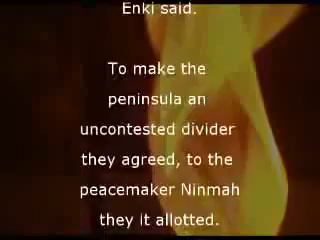 Enki said.
To make the
peninsula an
uncontested divider
they agreed, to the
peacemaker Ninmah
they it allotted.